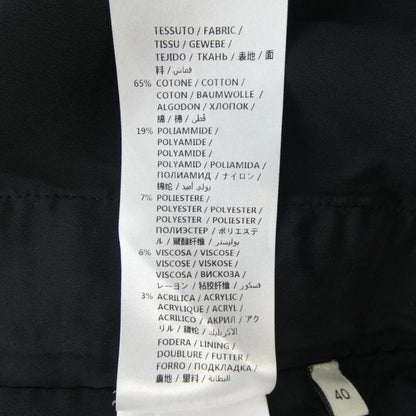 TESSUTO / FABRIC /
TISSU / GEWEBE /
TEJIDO / ТКАНЬ / 表地 / 面
料 / قماش /
65% COTONE / COTTON /
COTON / BAUMWOLLE /
ALGODON / ХЛОПОК /
綿 / 棉 / قطن /
19% POLIAMMIDE /
POLYAMIDE /
POLYAMIDE /
POLYAMID / POLIAMIDA /
ПОЛИАМИД / ナイロン /
锦纶 / بولي أميد /
7% POLIESTERE /
POLYESTER / POLYESTER /
POLYESTER / POLIESTER /
ПОЛИЭСТЕР / ポリエステ
ル / 聚酯纤维 / بوليستر /
6% VISCOSA / VISCOSE /
VISCOSE / VISKOSE /
VISCOSA / ВИСКОЗА /
レーヨン / 粘胶纤维 / فسكور /
3% ACRILICA / ACRYLIC /
ACRYLIQUE / ACRYL /
ACRILICO / АКРИЛ / アク
リル / 腈纶 / الاكريليك /
FODERA / LINING /
DOUBLURE / FUTTER /
FORRO / ПОДКЛАДКА /
裏地 / 里料 / البطانة /
40